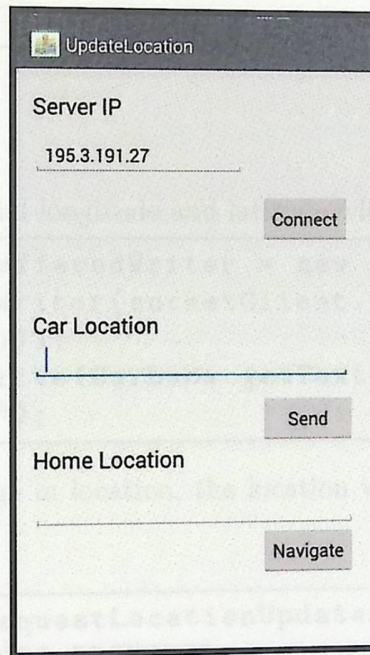 UpdateLocation
Server IP
195.3.191.27
Connect
Car Location
Send
Home Location
Navigate